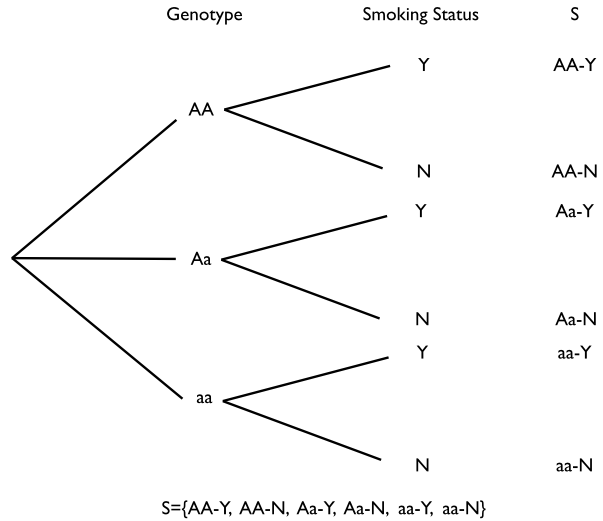 Genotype Smoking Status S
Y AA-Y
AA
N AA-N
Y Aa-Y
Aa
N Aa-N
Y aa-Y
aa
N aa-N
S={AA-Y, AA-N, Aa-Y, Aa-N, aa-Y, aa-N}